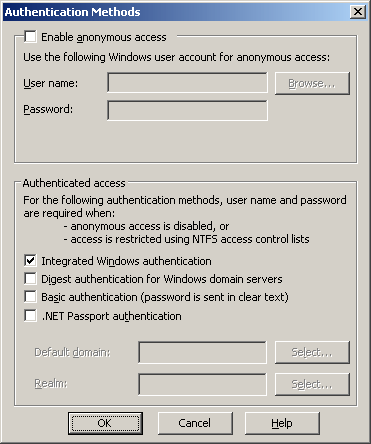 Authentication Methods
Enable anonymous access
Use the following Windows user account for anonymous access:
User name:
Browse...
Password:
Authenticated access
For the following authentication methods, user name and password
are required when:
- anonymous access is disabled, or
- access is restricted using NTFS access control lists
Integrated Windows authentication
Digest authentication for Windows domain servers
Basic authentication (password is sent in clear text)
.NET Passport authentication
Default domain:
Select...
Realm:
Select...
OK
Cancel
Help